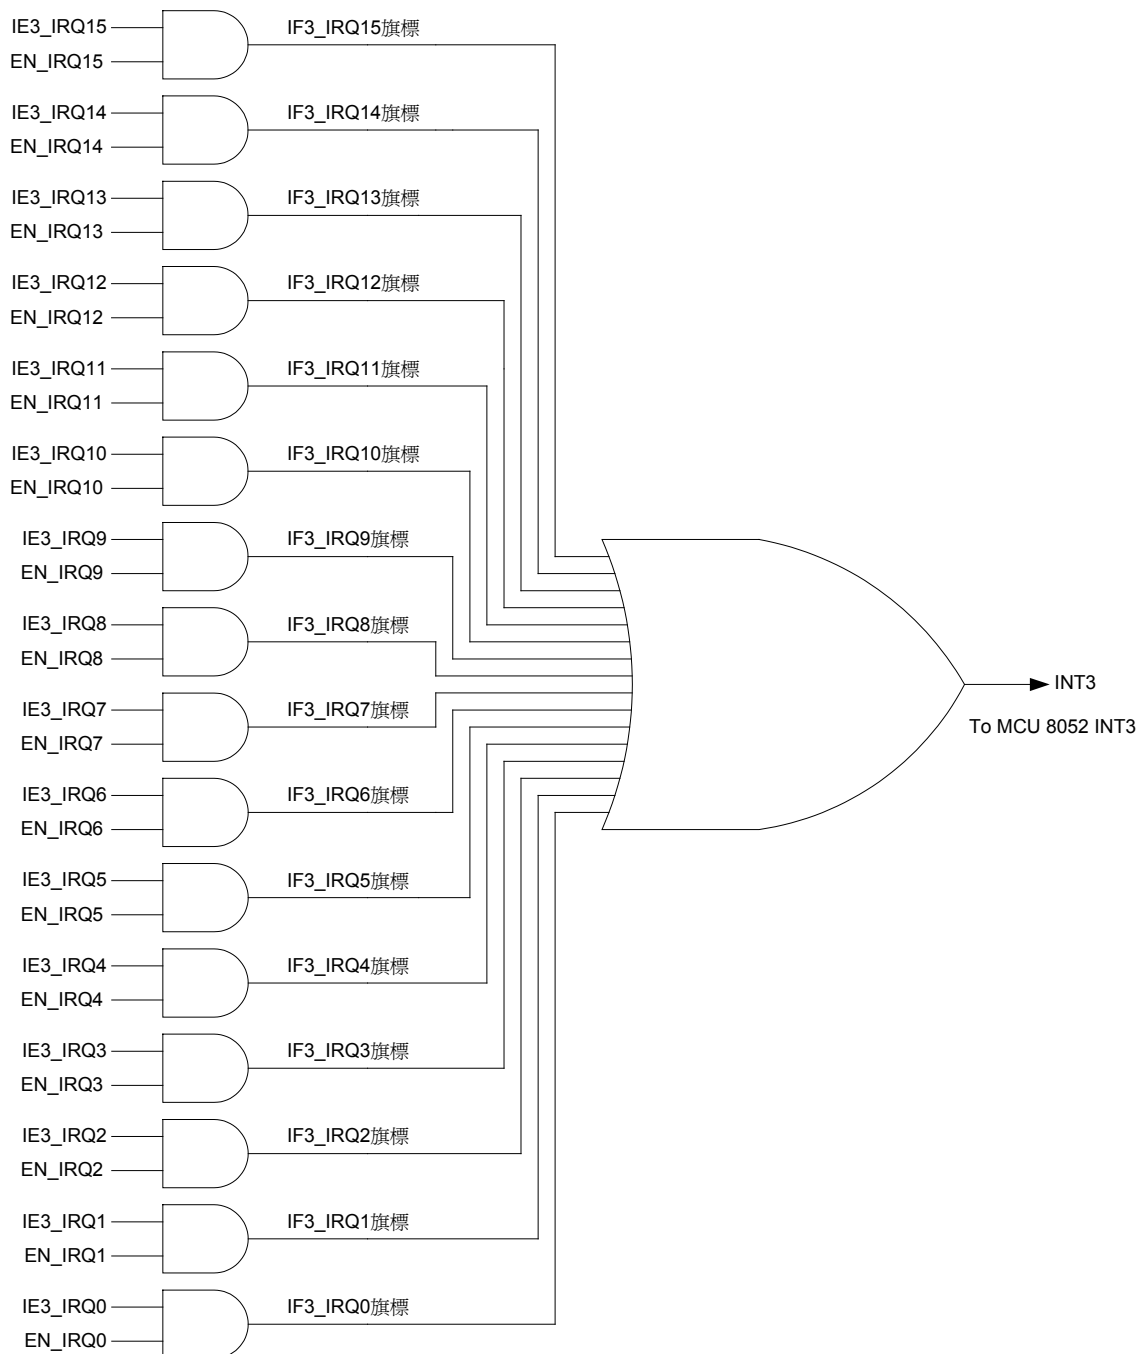 IE3_IRQ15
IF3_IRQ15旗標
EN_IRQ15
IE3_IRQ14
IF3_IRQ14旗標
EN_IRQ14
IE3_IRQ13
IF3_IRQ13旗標
EN_IRQ13
IE3_IRQ12
IF3_IRQ12旗標
EN_IRQ12
IE3_IRQ11
IF3_IRQ11旗標
EN_IRQ11
IE3_IRQ10
IF3_IRQ10旗標
EN_IRQ10
IE3_IRQ9
IF3_IRQ9旗標
EN_IRQ9
IE3_IRQ8
IF3_IRQ8旗標
EN_IRQ8
IE3_IRQ7
IF3_IRQ7旗標
EN_IRQ7
IE3_IRQ6
IF3_IRQ6旗標
EN_IRQ6
IE3_IRQ5
IF3_IRQ5旗標
EN_IRQ5
IE3_IRQ4
IF3_IRQ4旗標
EN_IRQ4
IE3_IRQ3
IF3_IRQ3旗標
EN_IRQ3
IE3_IRQ2
IF3_IRQ2旗標
EN_IRQ2
IE3_IRQ1
IF3_IRQ1旗標
EN_IRQ1
IE3_IRQ0
IF3_IRQ0旗標
EN_IRQ0
INT3
To MCU 8052 INT3